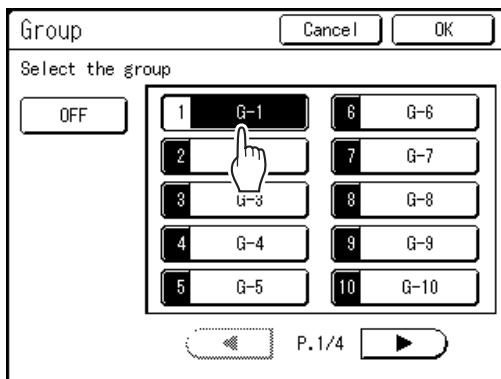 Group Cancel OK
Select the group
OFF
1 G-1 6 G-6
2 7 G-7
3 G-3 8 G-8
4 G-4 9 G-9
5 G-5 10 G-10
P.1/4